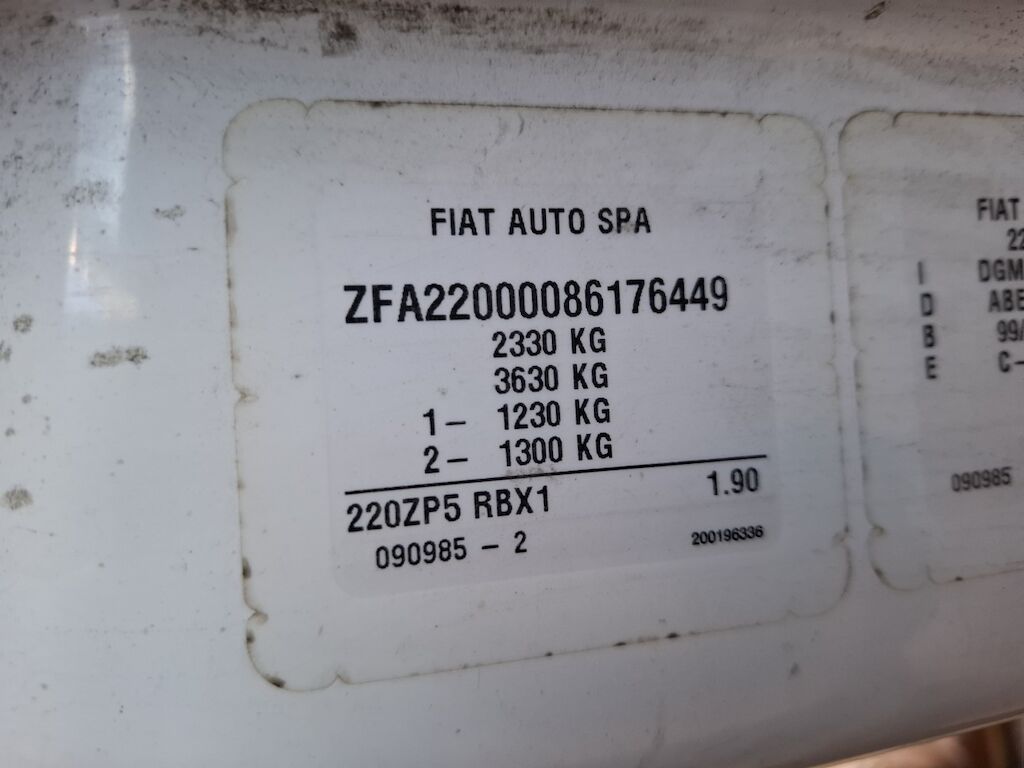 FIAT AUTO SPA
ZFA22000086176449
2330 KG
3630 KG
1– 1230 KG
2– 1300 KG
220ZP5 RBX1 1.90
090985 – 2 200196336
FIAT
22
I DGM
D ABE
B 99/
E C–
090985